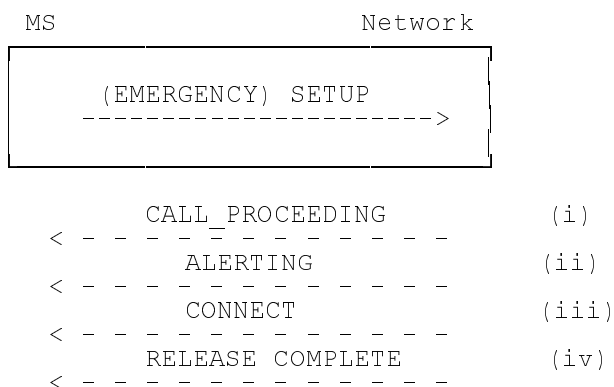 MS Network
(EMERGENCY) SETUP
---------------------->
CALL_PROCEEDING (i)
< - - - - - - - - - - - - -
ALERTING (ii)
< - - - - - - - - - - - - -
CONNECT (iii)
< - - - - - - - - - - - - -
RELEASE COMPLETE (iv)
< - - - - - - - - - - - - -